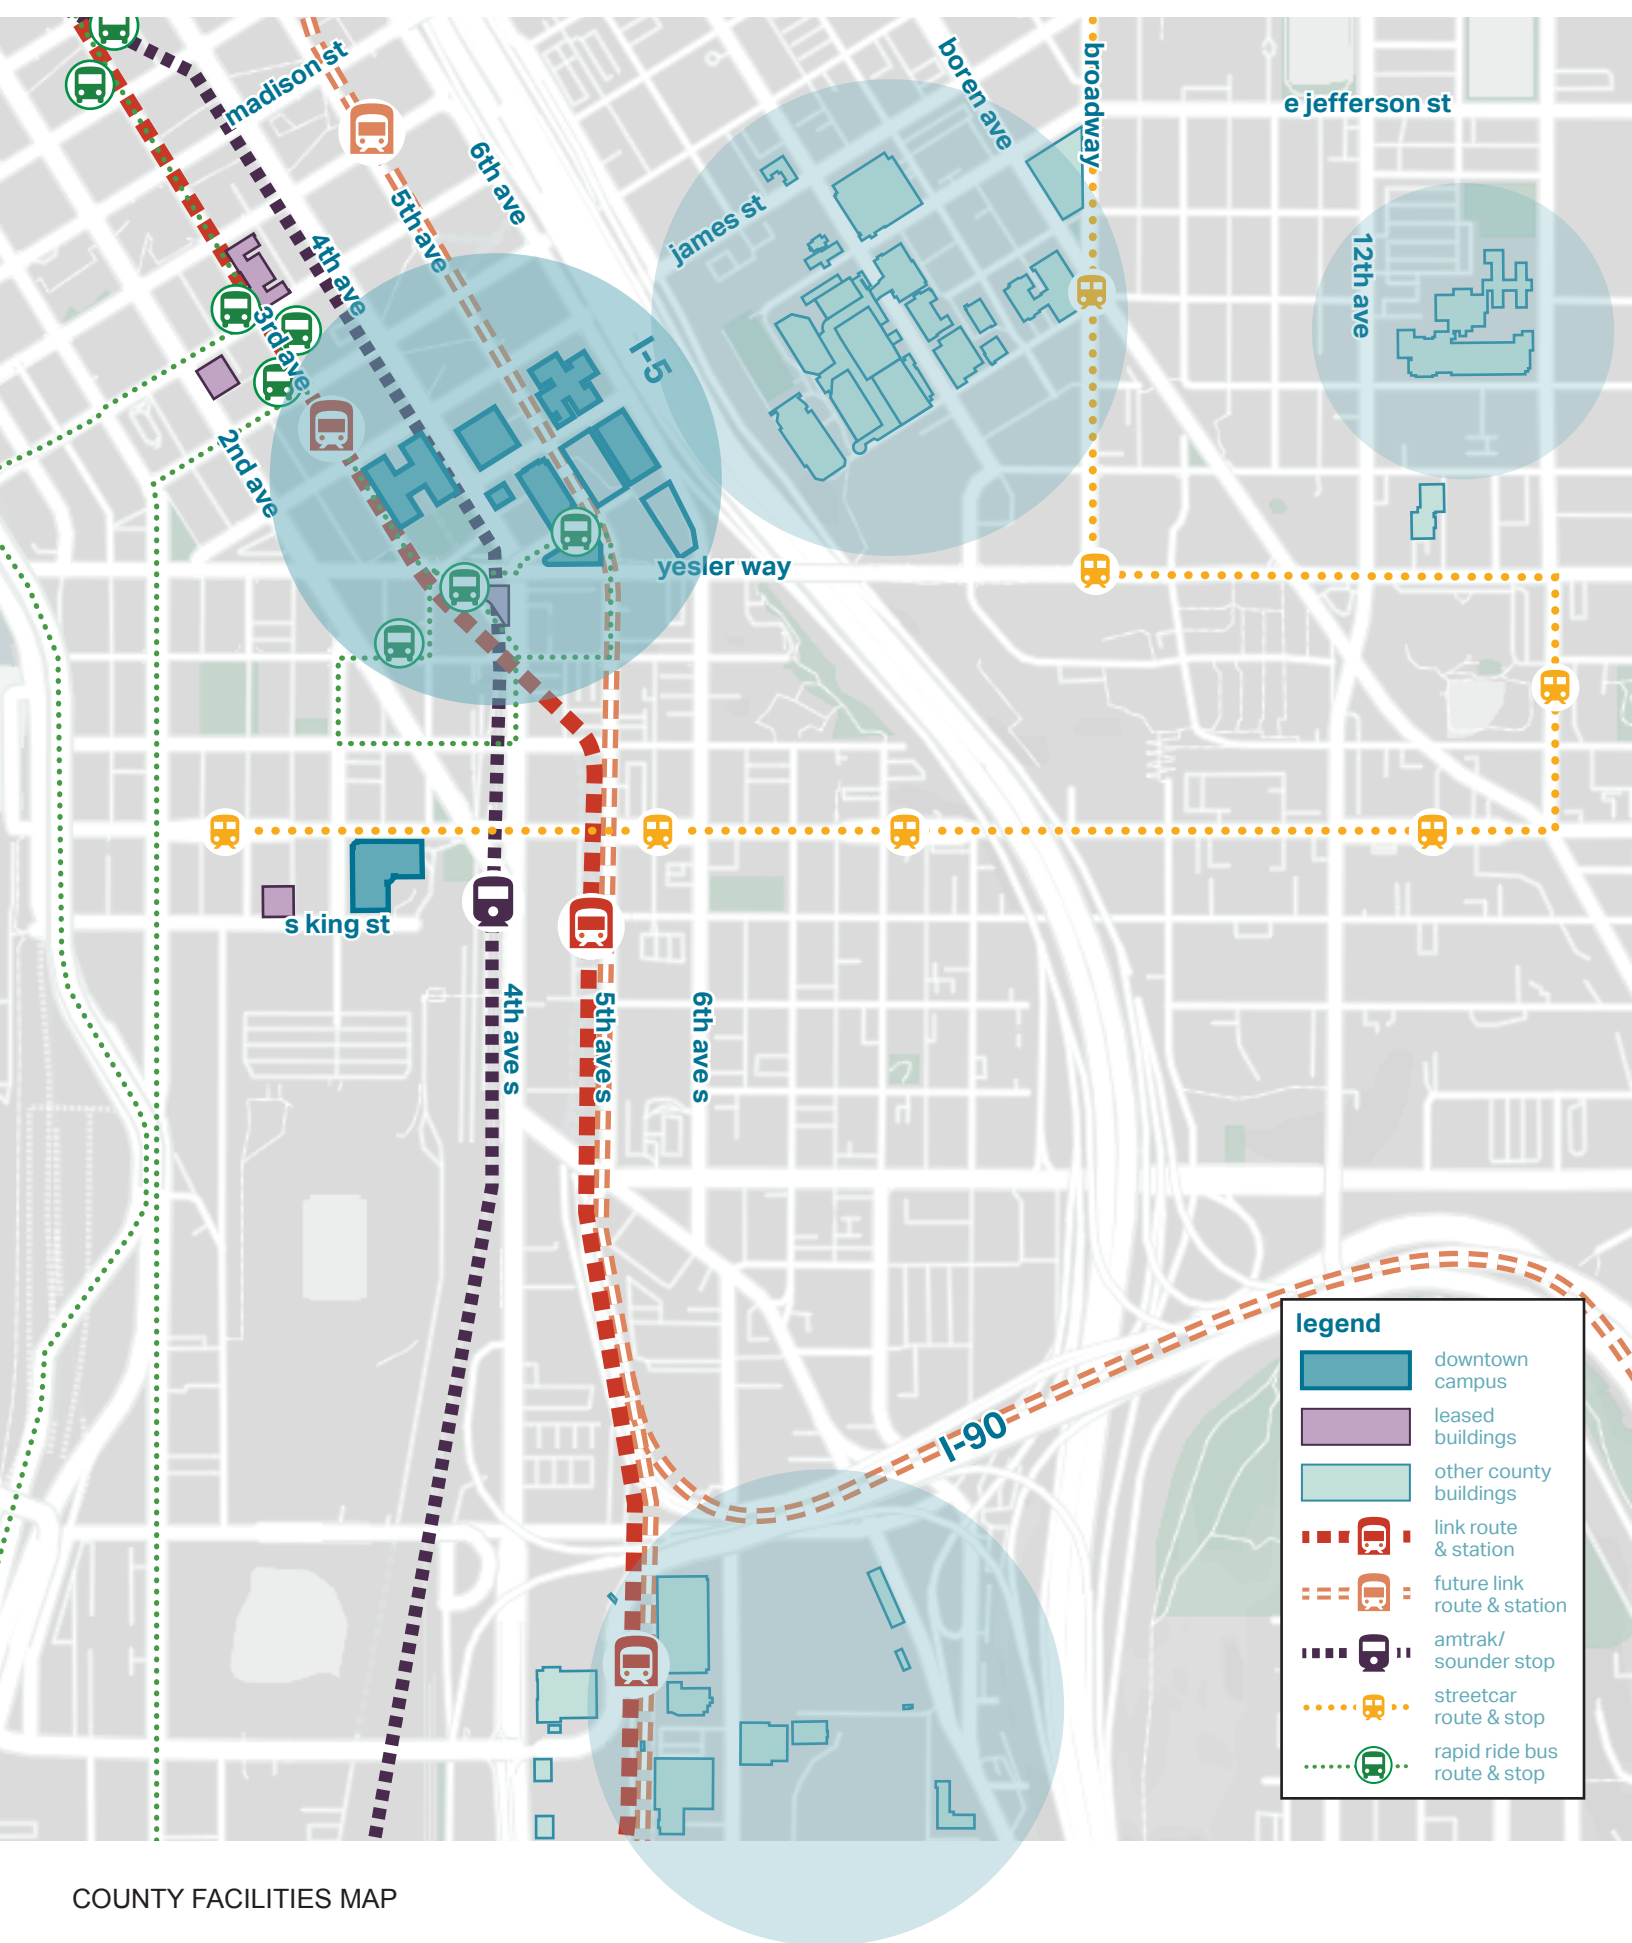 madison st
boren ave
broadway
e jefferson st
6th ave
5th ave
james st
4th ave
12th ave
3rd ave
I-5
2nd ave
yesler way
s king st
4th ave s
5th ave s
6th ave s
I-90
legend
downtown
campus
leased
buildings
other county
buildings
link route
& station
future link
route & station
amtrak/
sounder stop
streetcar
route & stop
rapid ride bus
route & stop
COUNTY FACILITIES MAP